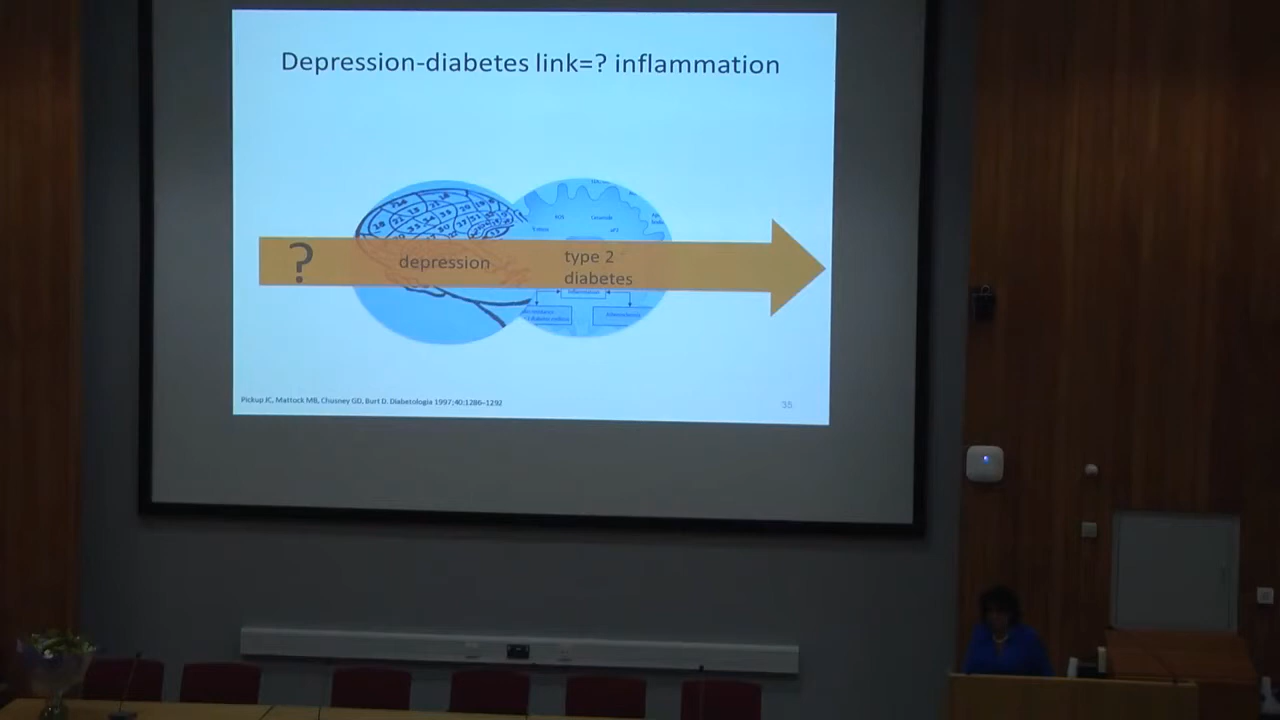 Depression-diabetes link=? inflammation
?
depression
type 2
diabetes
Inflammation
Pickup JC, Mattock MB, Chusney GD, Burt D. Diabetologia 1997;40:1286–1292
35